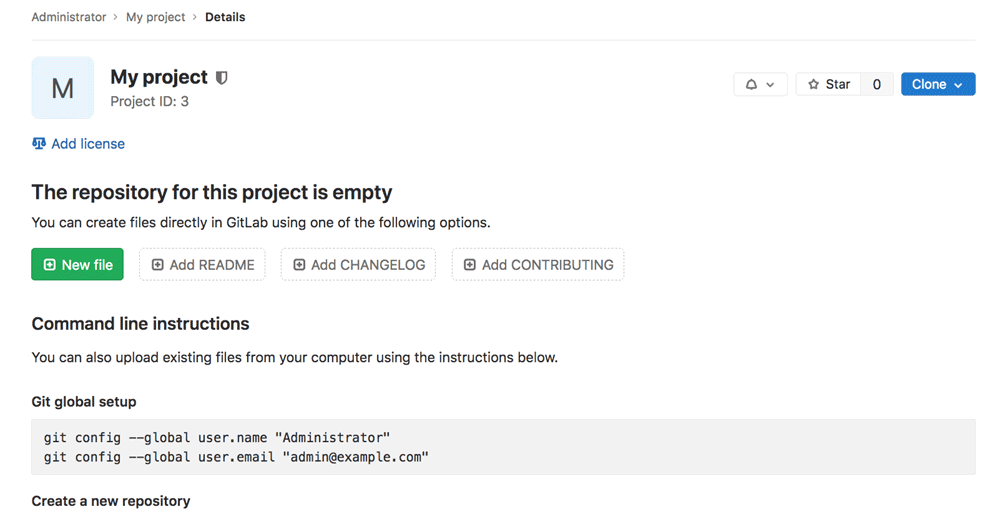 Administrator › My project › Details
M
My project
Project ID: 3
Star 0 Clone
Add license
The repository for this project is empty
You can create files directly in GitLab using one of the following options.
New file Add README Add CHANGELOG Add CONTRIBUTING
Command line instructions
You can also upload existing files from your computer using the instructions below.
Git global setup
git config --global user.name "Administrator"
git config --global user.email "admin@example.com"
Create a new repository